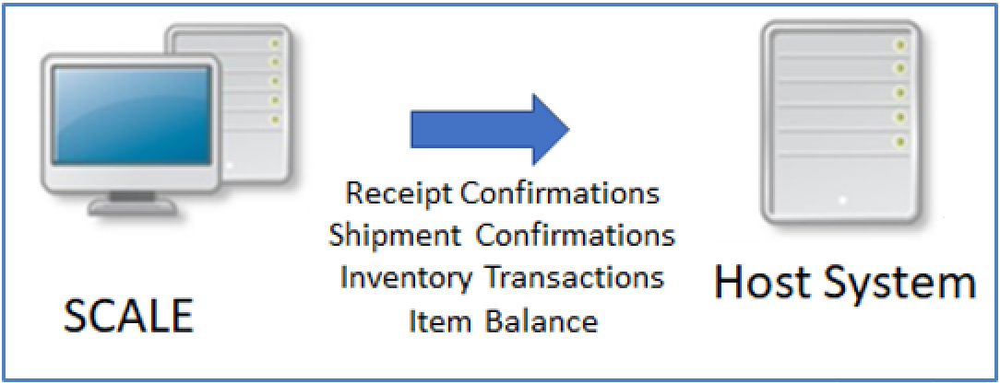 Receipt Confirmations
Shipment Confirmations
Inventory Transactions
Item Balance
SCALE
Host System